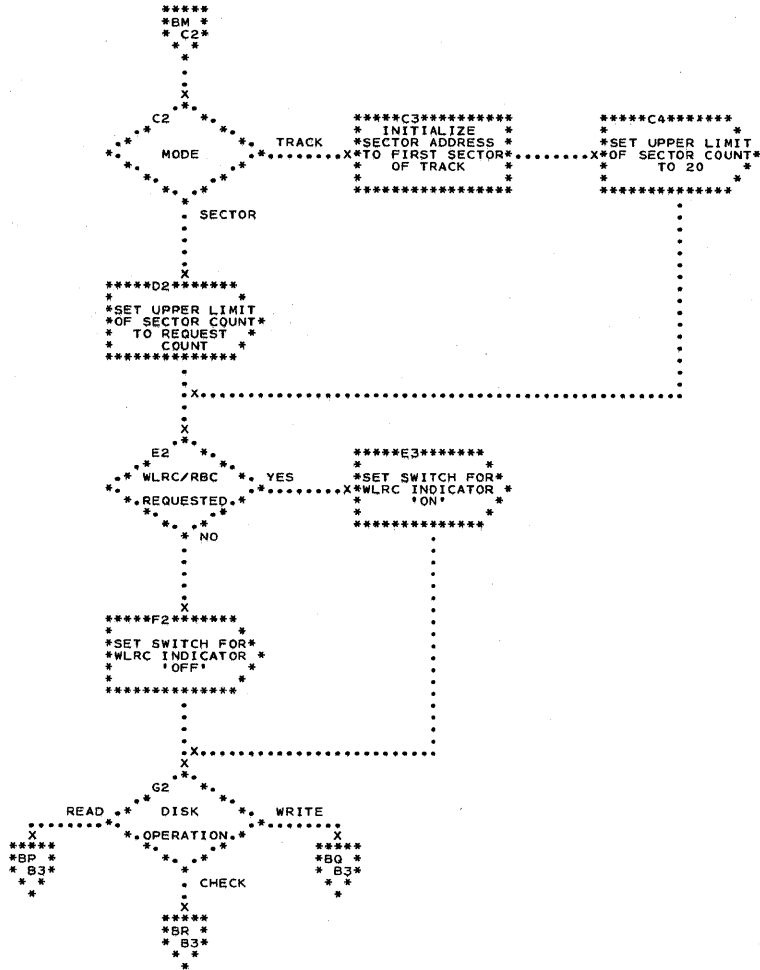 BM
C2
C2
MODE
TRACK
SECTOR
C3
INITIALIZE
SECTOR ADDRESS
TO FIRST SECTOR
OF TRACK
C4
SET UPPER LIMIT
OF SECTOR COUNT
TO 20
D2
SET UPPER LIMIT
OF SECTOR COUNT
TO REQUEST
COUNT
E2
WLRC/RBC
REQUESTED
YES
NO
E3
SET SWITCH FOR
WLRC INDICATOR
'ON'
F2
SET SWITCH FOR
WLRC INDICATOR
'OFF'
G2
DISK
OPERATION
READ
WRITE
CHECK
BP
B3
BQ
B3
BR
B3